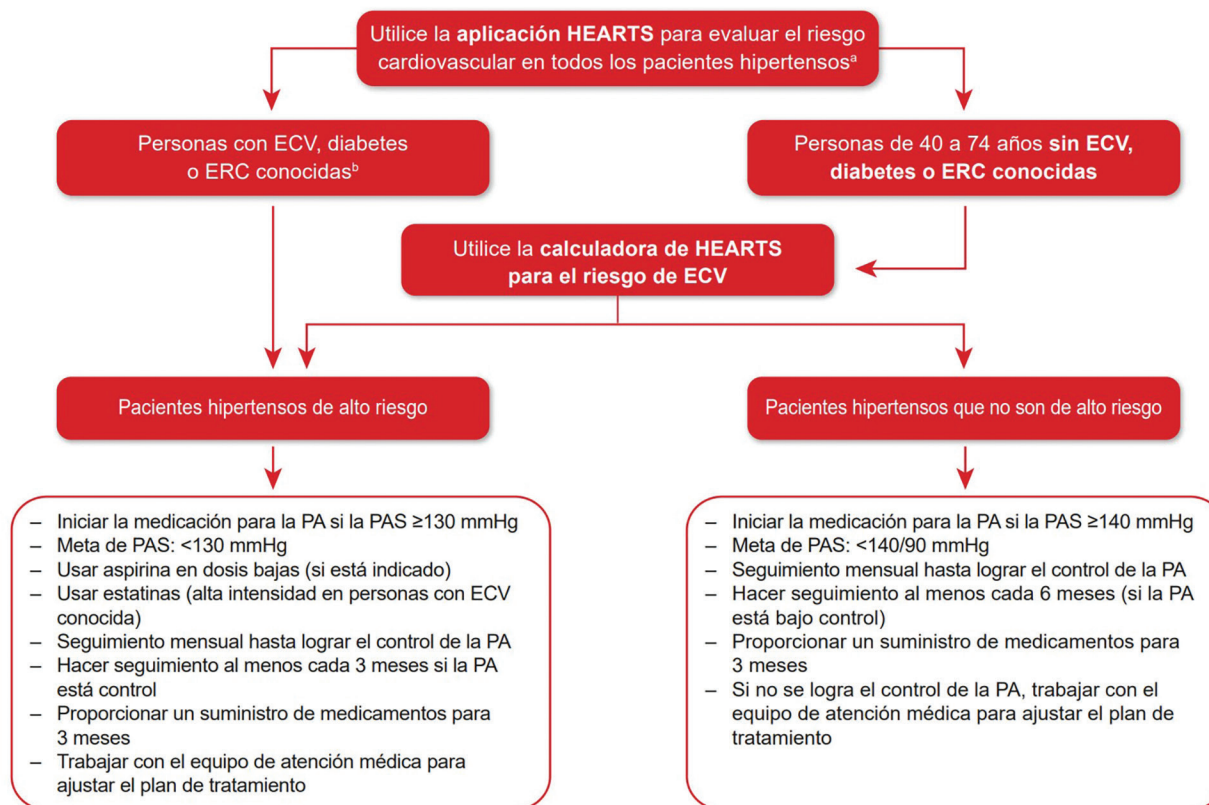 Utilice la aplicación HEARTS para evaluar el riesgo
cardiovascular en todos los pacientes hipertensosᵃ
Personas con ECV, diabetes
o ERC conocidasᵇ
Personas de 40 a 74 años sin ECV,
diabetes o ERC conocidas
Utilice la calculadora de HEARTS
para el riesgo de ECV
Pacientes hipertensos de alto riesgo
Pacientes hipertensos que no son de alto riesgo
– Iniciar la medicación para la PA si la PAS ≥130 mmHg
– Meta de PAS: <130 mmHg
– Usar aspirina en dosis bajas (si está indicado)
– Usar estatinas (alta intensidad en personas con ECV
conocida)
– Seguimiento mensual hasta lograr el control de la PA
– Hacer seguimiento al menos cada 3 meses si la PA
está control
– Proporcionar un suministro de medicamentos para
3 meses
– Trabajar con el equipo de atención médica para
ajustar el plan de tratamiento
– Iniciar la medicación para la PA si la PAS ≥140 mmHg
– Meta de PAS: <140/90 mmHg
– Seguimiento mensual hasta lograr el control de la PA
– Hacer seguimiento al menos cada 6 meses (si la PA
está bajo control)
– Proporcionar un suministro de medicamentos para
3 meses
– Si no se logra el control de la PA, trabajar con el
equipo de atención médica para ajustar el plan de
tratamiento